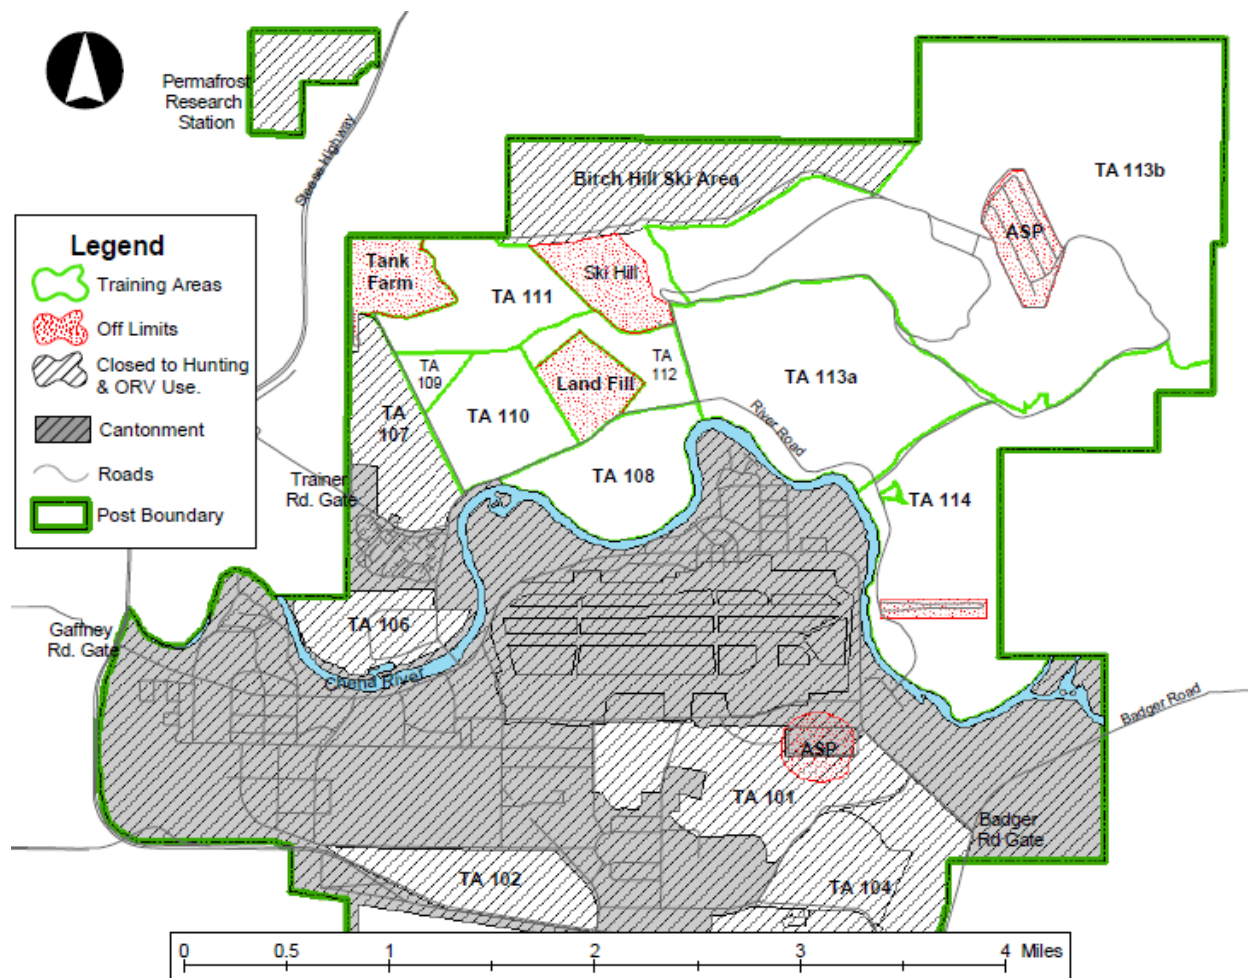 Permafrost
Research
Station
Steese Highway
Birch Hill Ski Area
TA 113b
ASP
Legend
Training Areas
Off Limits
Closed to Hunting
& ORV Use.
Cantonment
Roads
Post Boundary
Tank
Farm
Ski Hill
TA 111
TA
109
TA
112
Land Fill
TA 113a
TA 110
TA
107
River Road
Trainer
Rd. Gate
TA 108
TA 114
Gaffney
Rd. Gate
TA 106
Chena River
Badger Road
ASP
TA 101
Badger
Rd Gate
TA 102
TA 104
0 0.5 1 2 3 4 Miles